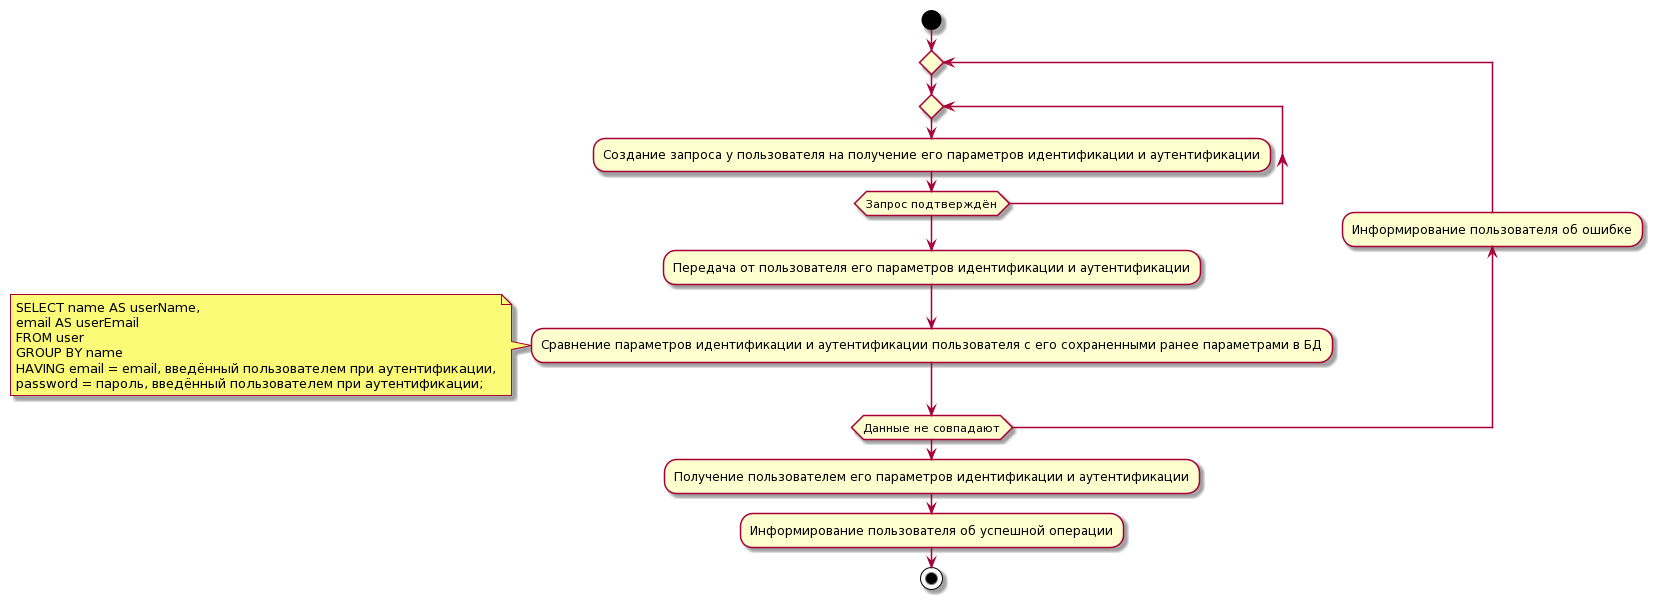 Создание запроса у пользователя на получение его параметров идентификации и аутентификации
Запрос подтверждён
Информирование пользователя об ошибке
Передача от пользователя его параметров идентификации и аутентификации
SELECT name AS userName,
email AS userEmail
FROM user
GROUP BY name
HAVING email = email, введённый пользователем при аутентификации,
password = пароль, введённый пользователем при аутентификации;
Сравнение параметров идентификации и аутентификации пользователя с его сохраненными ранее параметрами в БД
Данные не совпадают
Получение пользователем его параметров идентификации и аутентификации
Информирование пользователя об успешной операции